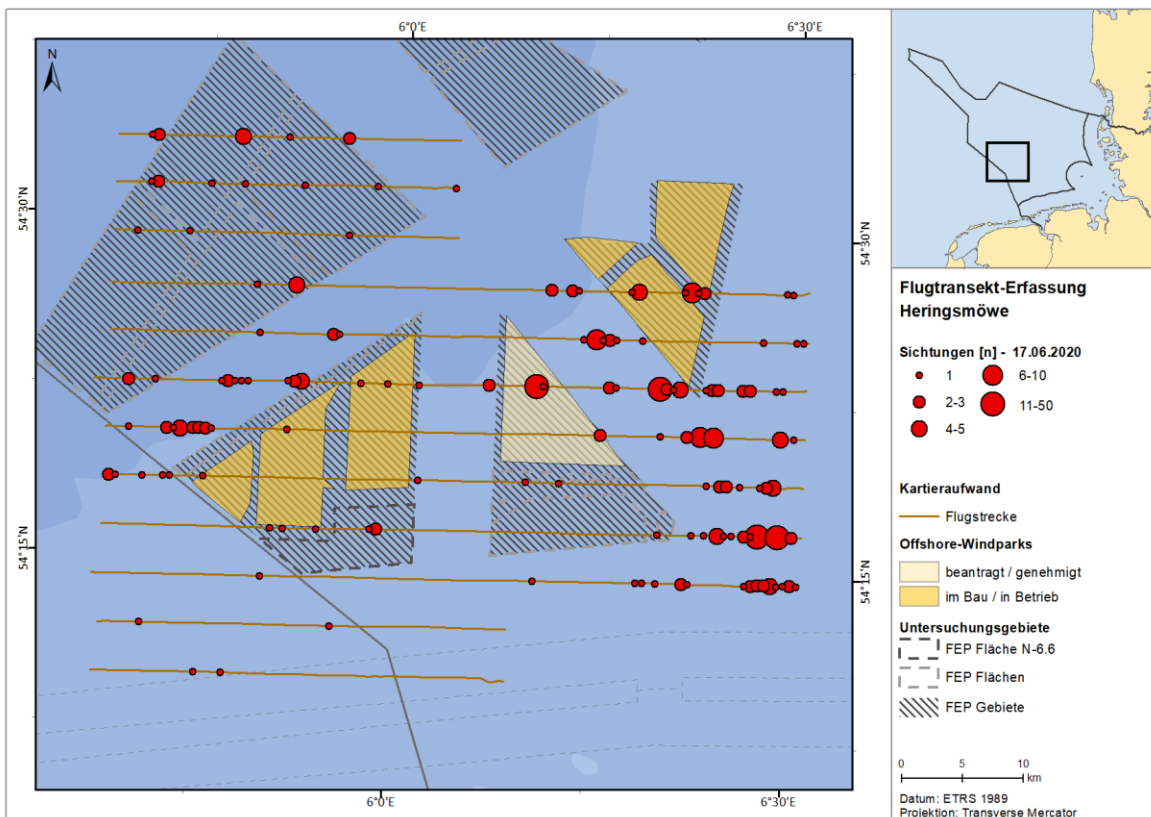 6°0'E
6°30'E
N
54°30'N
54°30'N
54°15'N
54°15'N
6°0'E
6°30'E
Flugtransekt-Erfassung
Heringsmöwe
Sichtungen [n] - 17.06.2020
1
6-10
2-3
11-50
4-5
Kartieraufwand
Flugstrecke
Offshore-Windparks
beantragt / genehmigt
im Bau / in Betrieb
Untersuchungsgebiete
FEP Fläche N-6.6
FEP Flächen
FEP Gebiete
0 5 10
km
Datum: ETRS 1989
Projektion: Transverse Mercator